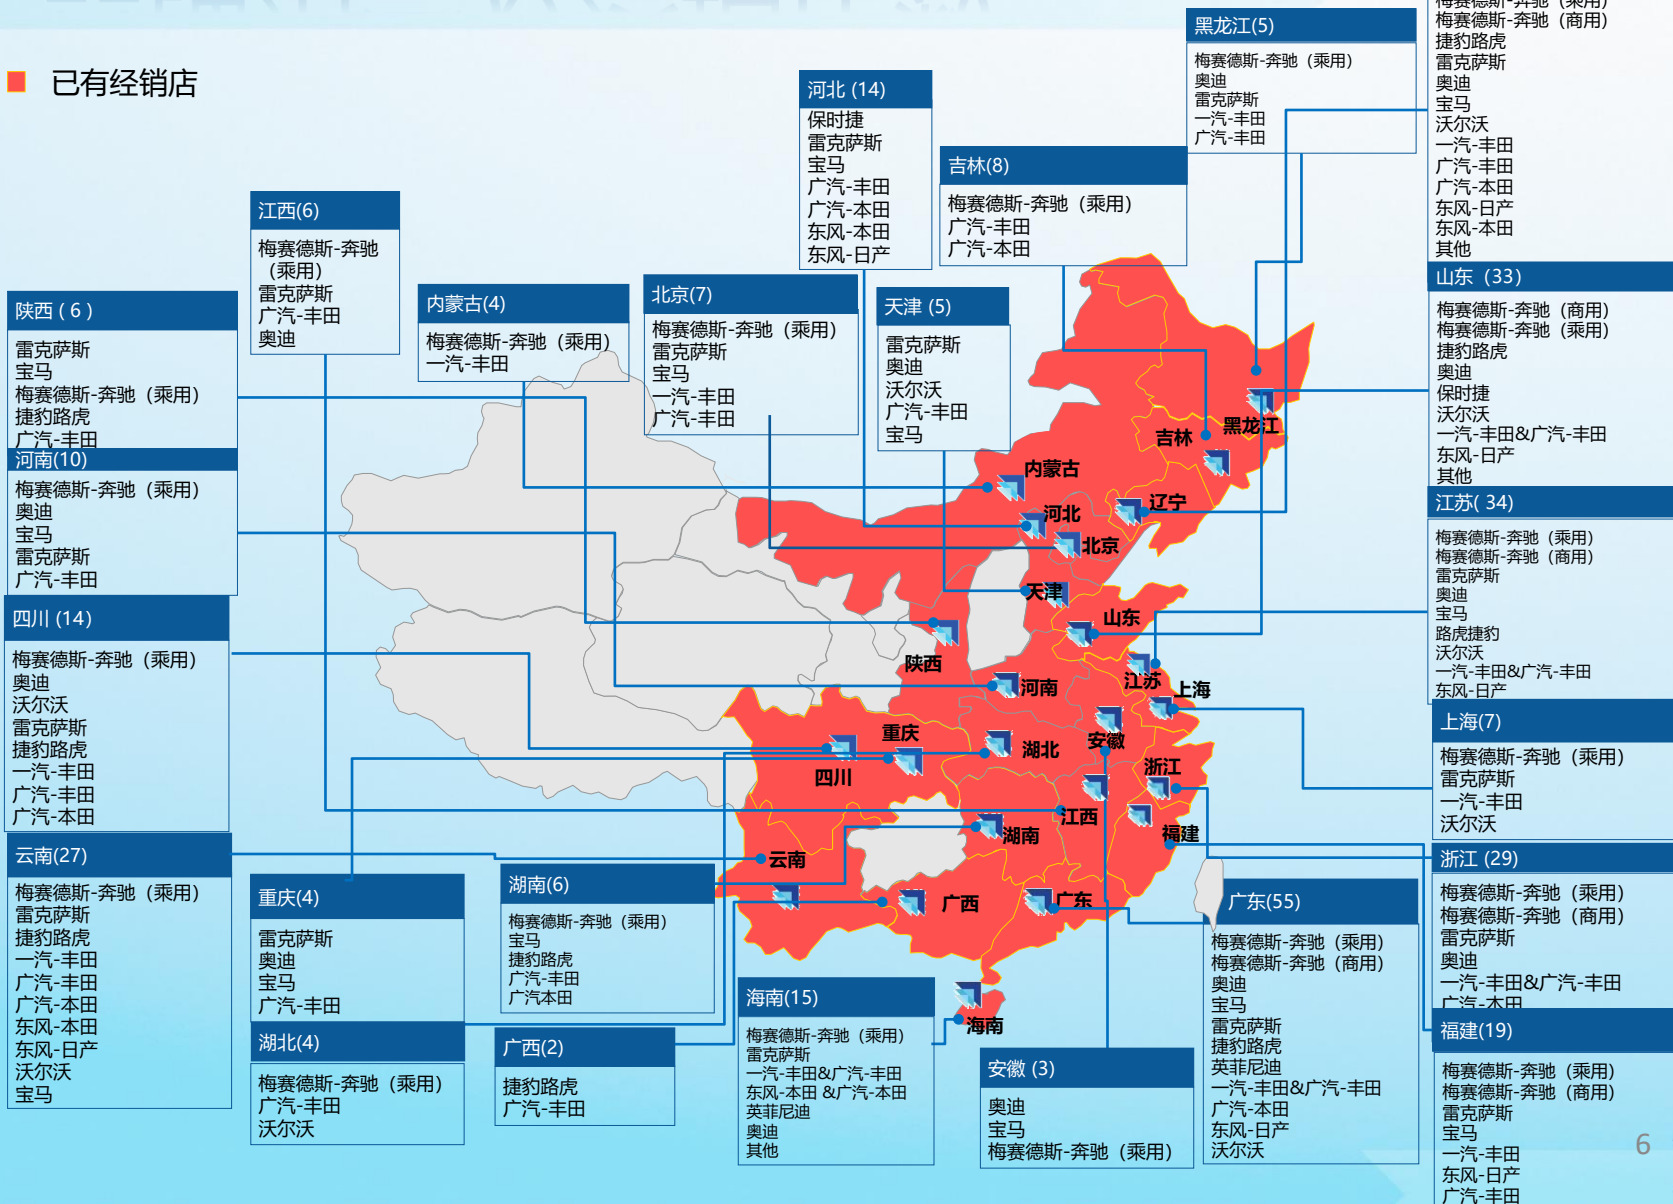 已有经销店
黑龙江(5)
梅赛德斯-奔驰（乘用）
奥迪
雷克萨斯
一汽-丰田
广汽-丰田
梅赛德斯-奔驰（乘用）
梅赛德斯-奔驰（商用）
捷豹路虎
雷克萨斯
奥迪
宝马
沃尔沃
一汽-丰田
广汽-丰田
广汽-本田
东风-日产
东风-本田
其他
河北 (14)
保时捷
雷克萨斯
宝马
广汽-丰田
广汽-本田
东风-本田
东风-日产
吉林(8)
梅赛德斯-奔驰（乘用）
广汽-丰田
广汽-本田
江西(6)
梅赛德斯-奔驰
（乘用）
雷克萨斯
广汽-丰田
奥迪
内蒙古(4)
梅赛德斯-奔驰（乘用）
一汽-丰田
北京(7)
梅赛德斯-奔驰（乘用）
雷克萨斯
宝马
一汽-丰田
广汽-丰田
天津 (5)
雷克萨斯
奥迪
沃尔沃
广汽-丰田
宝马
陕西 ( 6 )
雷克萨斯
宝马
梅赛德斯-奔驰（乘用）
捷豹路虎
广汽-丰田
河南(10)
梅赛德斯-奔驰（乘用）
奥迪
宝马
雷克萨斯
广汽-丰田
四川 (14)
梅赛德斯-奔驰（乘用）
奥迪
沃尔沃
雷克萨斯
捷豹路虎
一汽-丰田
广汽-丰田
广汽-本田
云南(27)
梅赛德斯-奔驰（乘用）
雷克萨斯
捷豹路虎
一汽-丰田
广汽-丰田
广汽-本田
东风-本田
东风-日产
沃尔沃
宝马
重庆(4)
雷克萨斯
奥迪
宝马
广汽-丰田
湖北(4)
梅赛德斯-奔驰（乘用）
广汽-丰田
沃尔沃
湖南(6)
梅赛德斯-奔驰（乘用）
宝马
捷豹路虎
广汽-丰田
广汽本田
广西(2)
捷豹路虎
广汽-丰田
海南(15)
梅赛德斯-奔驰（乘用）
雷克萨斯
一汽-丰田&广汽-丰田
东风-本田 &广汽-本田
英菲尼迪
奥迪
其他
安徽 (3)
奥迪
宝马
梅赛德斯-奔驰（乘用）
广东(55)
梅赛德斯-奔驰（乘用）
梅赛德斯-奔驰（商用）
奥迪
宝马
雷克萨斯
捷豹路虎
英菲尼迪
一汽-丰田&广汽-丰田
广汽-本田
东风-日产
沃尔沃
山东（33）
梅赛德斯-奔驰（商用）
梅赛德斯-奔驰（乘用）
捷豹路虎
奥迪
保时捷
沃尔沃
一汽-丰田&广汽-丰田
东风-日产
其他
江苏( 34)
梅赛德斯-奔驰（乘用）
梅赛德斯-奔驰（商用）
雷克萨斯
奥迪
宝马
路虎捷豹
沃尔沃
一汽-丰田&广汽-丰田
东风-日产
上海(7)
梅赛德斯-奔驰（乘用）
雷克萨斯
一汽-丰田
沃尔沃
浙江 (29)
梅赛德斯-奔驰（乘用）
梅赛德斯-奔驰（商用）
雷克萨斯
奥迪
一汽-丰田&广汽-丰田
广汽-本田
福建(19)
梅赛德斯-奔驰（乘用）
梅赛德斯-奔驰（商用）
雷克萨斯
宝马
一汽-丰田
东风-日产
广汽-丰田
黑龙江
吉林
内蒙古
辽宁
河北
北京
天津
山东
陕西
河南
江苏
上海
重庆
湖北
安徽
四川
浙江
江西
湖南
福建
云南
广西
广东
海南
6